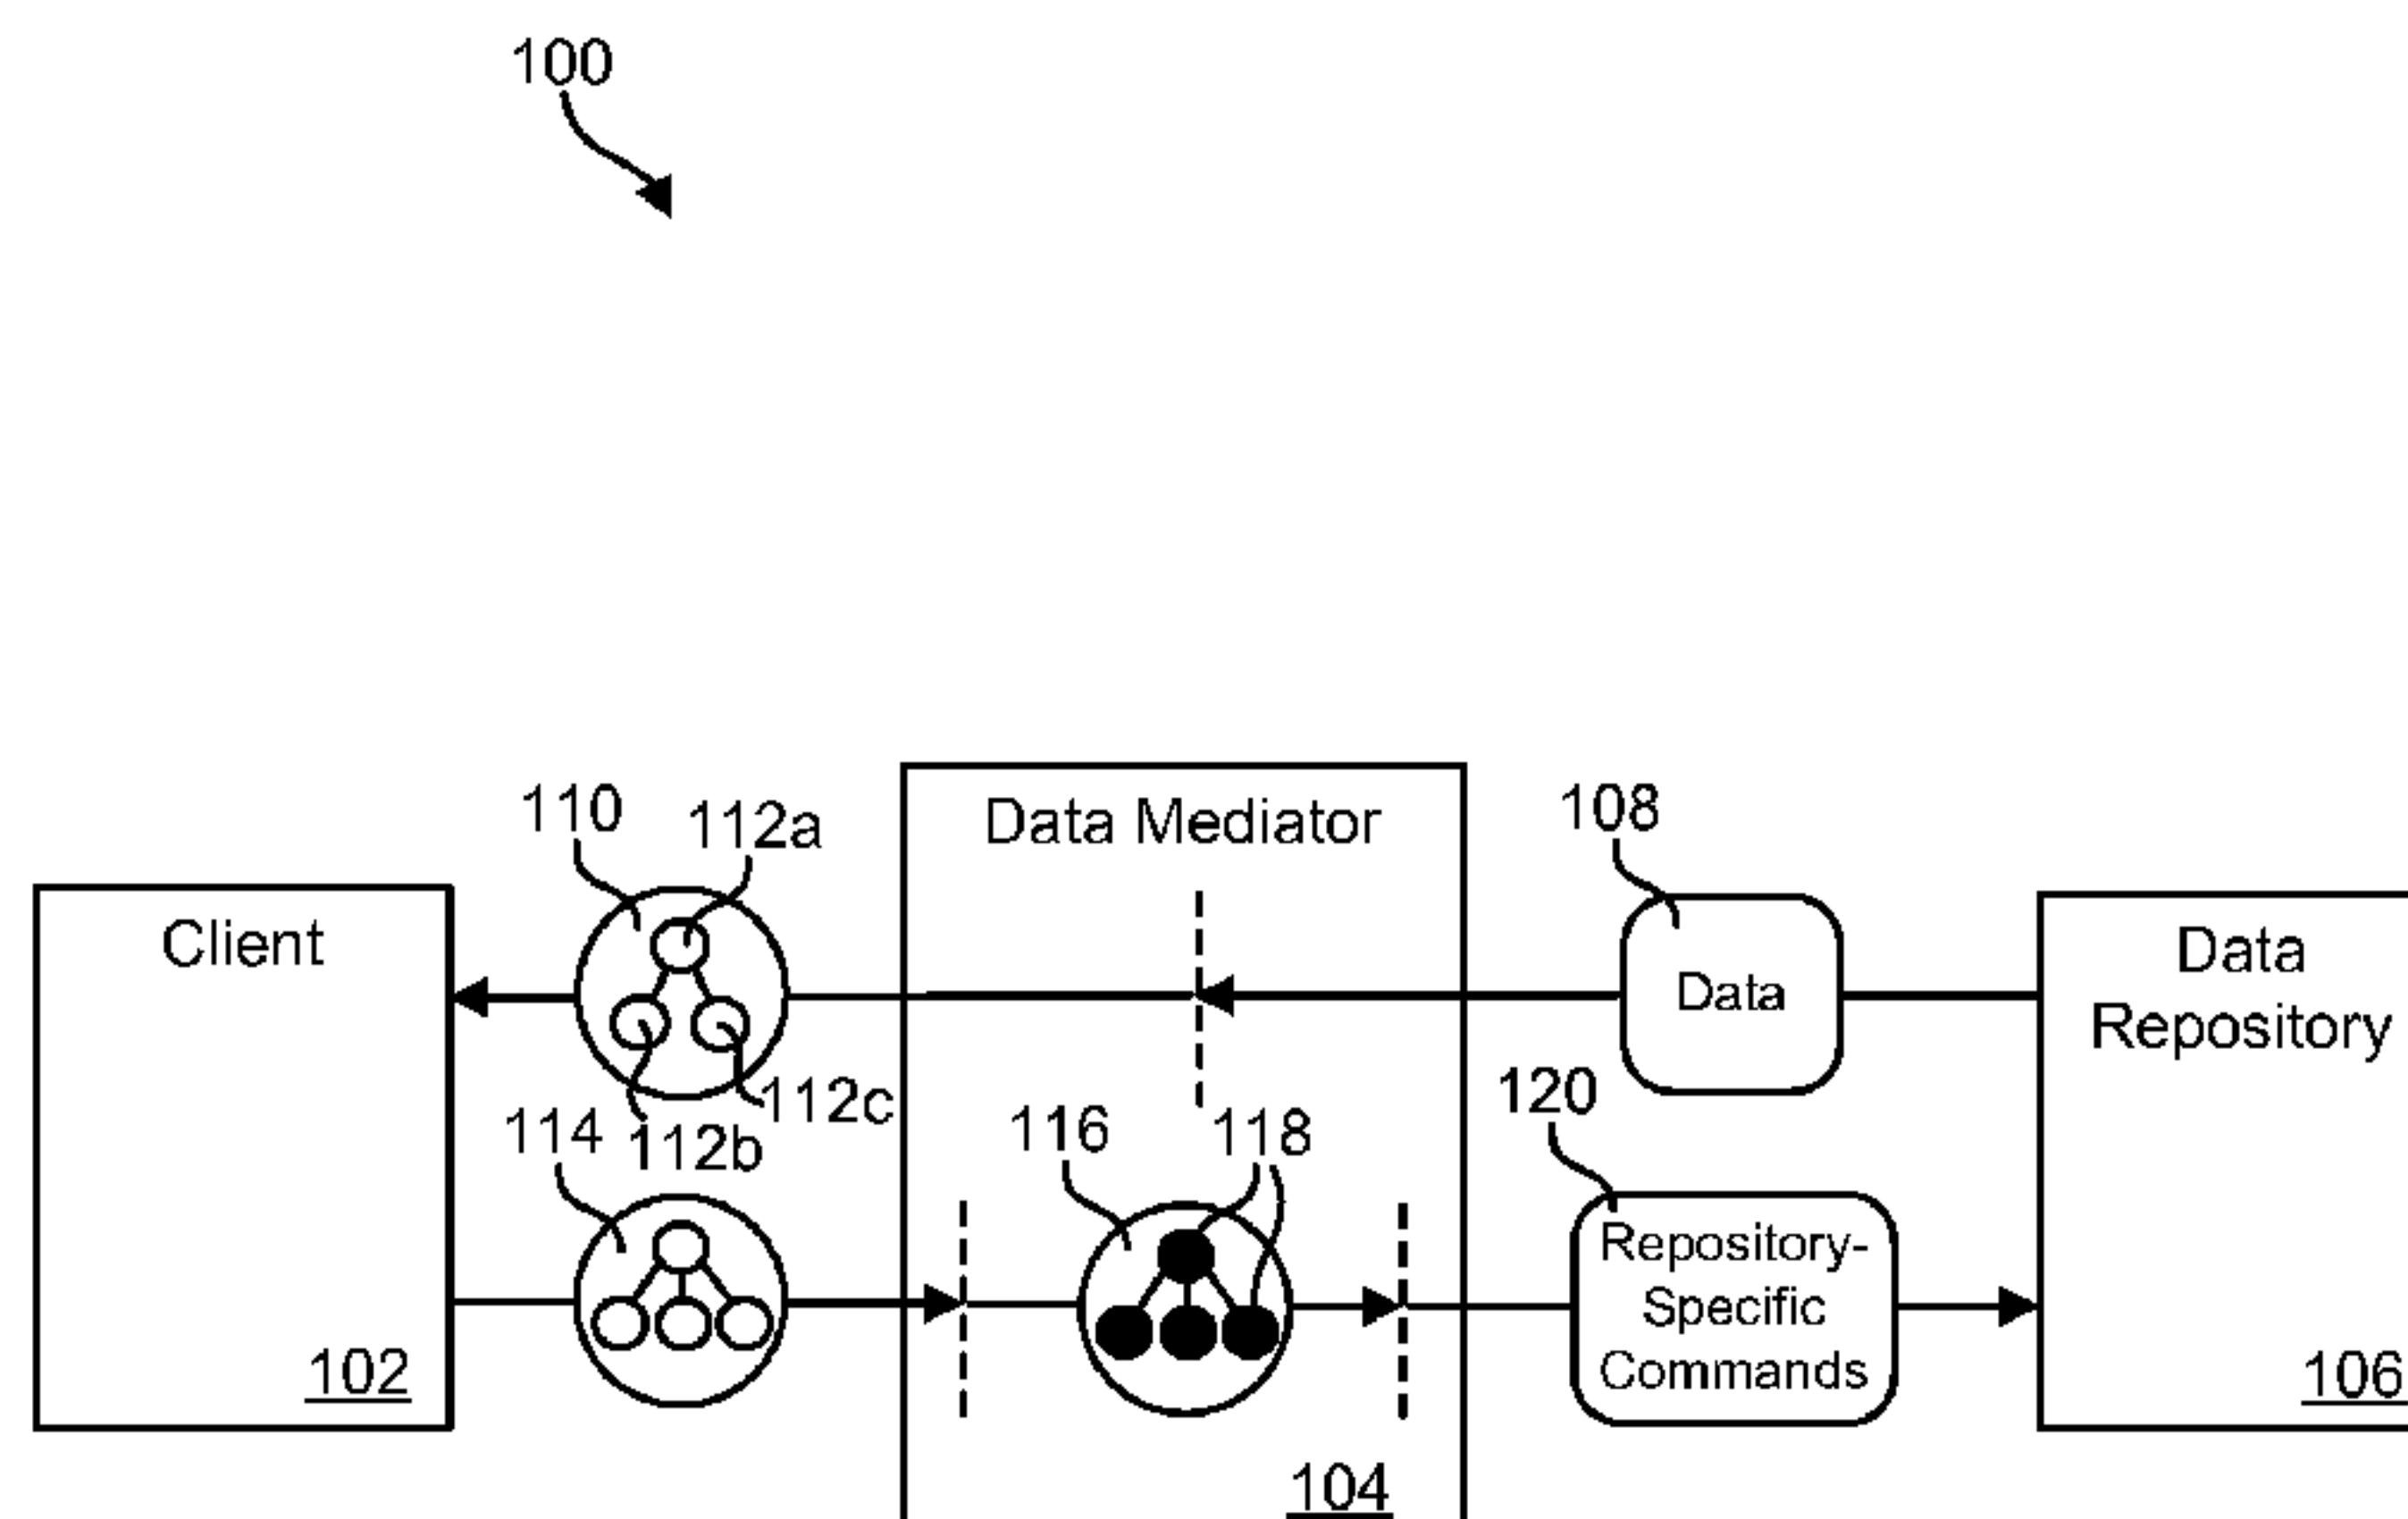 100
110
112a
Data Mediator
108
Client
Data
Repository
Data
112c
120
114
112b
116
118
Repository-
Specific
Commands
102
106
104